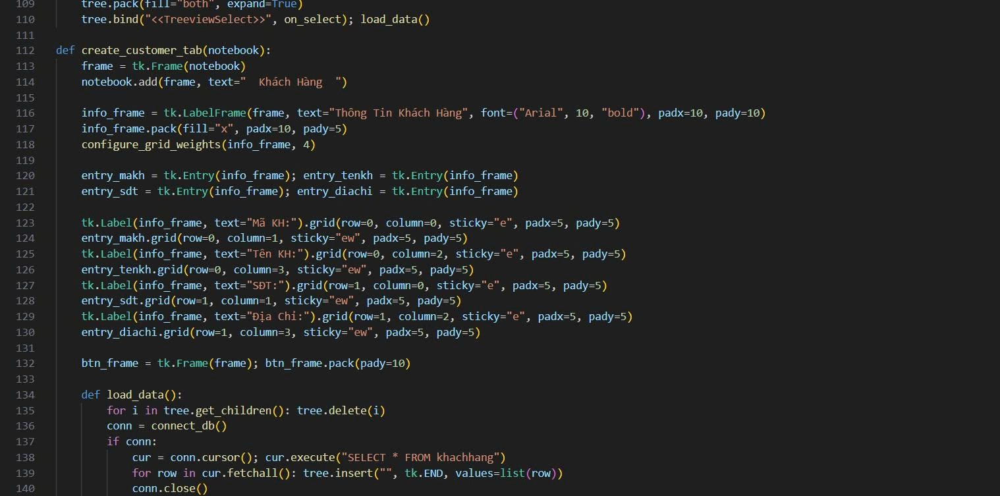 109 tree.pack(fill="both", expand=True)
110 tree.bind("<<TreeviewSelect>>", on_select); load_data()
111
112 def create_customer_tab(notebook):
113 frame = tk.Frame(notebook)
114 notebook.add(frame, text="  Khách Hàng  ")
115
116 info_frame = tk.LabelFrame(frame, text="Thông Tin Khách Hàng", font=("Arial", 10, "bold"), padx=10, pady=10)
117 info_frame.pack(fill="x", padx=10, pady=5)
118 configure_grid_weights(info_frame, 4)
119
120 entry_makh = tk.Entry(info_frame); entry_tenkh = tk.Entry(info_frame)
121 entry_sdt = tk.Entry(info_frame); entry_diachi = tk.Entry(info_frame)
122
123 tk.Label(info_frame, text="Mã KH:").grid(row=0, column=0, sticky="e", padx=5, pady=5)
124 entry_makh.grid(row=0, column=1, sticky="ew", padx=5, pady=5)
125 tk.Label(info_frame, text="Tên KH:").grid(row=0, column=2, sticky="e", padx=5, pady=5)
126 entry_tenkh.grid(row=0, column=3, sticky="ew", padx=5, pady=5)
127 tk.Label(info_frame, text="SĐT:").grid(row=1, column=0, sticky="e", padx=5, pady=5)
128 entry_sdt.grid(row=1, column=1, sticky="ew", padx=5, pady=5)
129 tk.Label(info_frame, text="Địa Chỉ:").grid(row=1, column=2, sticky="e", padx=5, pady=5)
130 entry_diachi.grid(row=1, column=3, sticky="ew", padx=5, pady=5)
131
132 btn_frame = tk.Frame(frame); btn_frame.pack(pady=10)
133
134 def load_data():
135 for i in tree.get_children(): tree.delete(i)
136 conn = connect_db()
137 if conn:
138 cur = conn.cursor(); cur.execute("SELECT * FROM khachhang")
139 for row in cur.fetchall(): tree.insert("", tk.END, values=list(row))
140 conn.close()